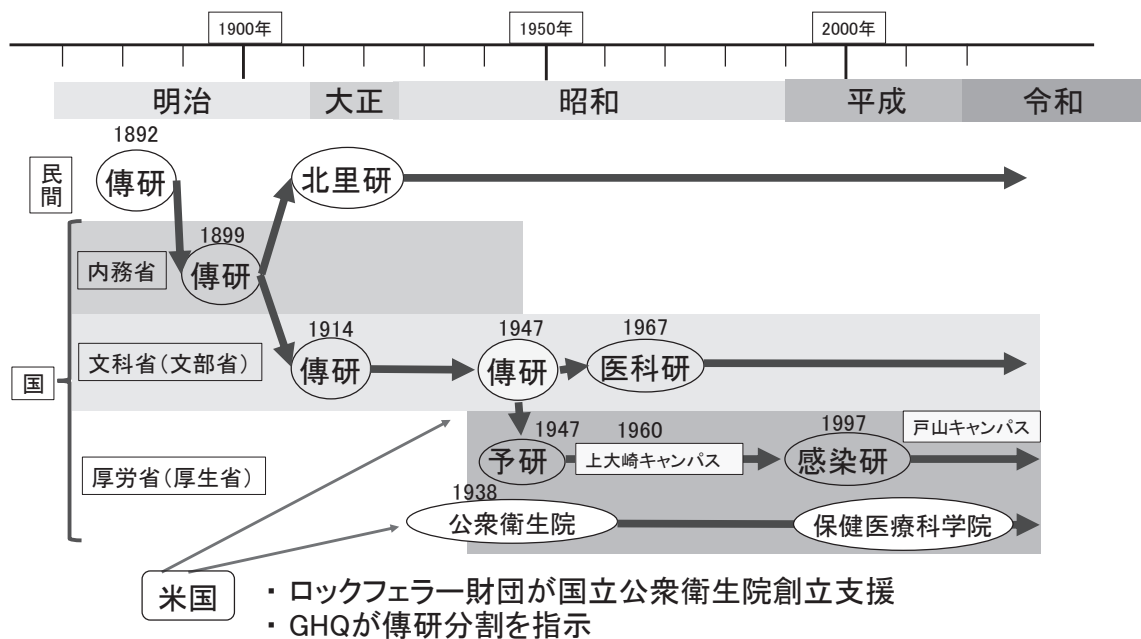 1900年
1950年
2000年
明治
大正
昭和
平成
令和
民間
1892
傳研
北里研
内務省
1899
傳研
国
文科省(文部省)
1914
傳研
1947
傳研
1967
医科研
厚労省(厚生省)
予研
1947
1960
上大崎キャンパス
1997
感染研
戸山キャンパス
1938
公衆衛生院
保健医療科学院
米国
・ ロックフェラー財団が国立公衆衛生院創立支援
・ GHQが傳研分割を指示